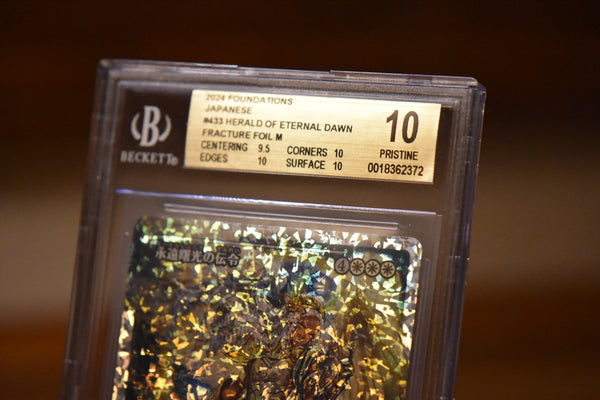 2024 FOUNDATIONS
JAPANESE
#433 HERALD OF ETERNAL DAWN
FRACTURE FOIL M
CENTERING 9.5 CORNERS 10
EDGES 10 SURFACE 10
10
PRISTINE
0018362372
B
BECKETT®
永遠曙光の伝令
4